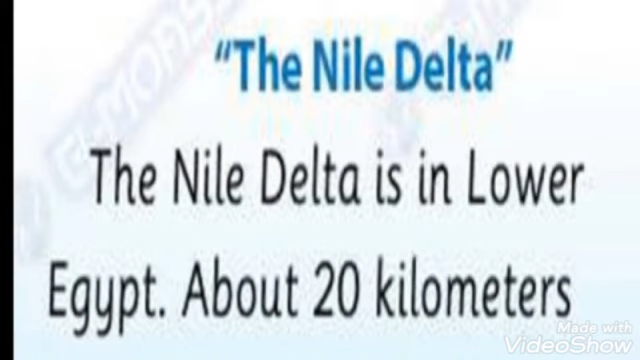 “The Nile Delta”
The Nile Delta is in Lower
Egypt. About 20 kilometers
Made with
VideoShow